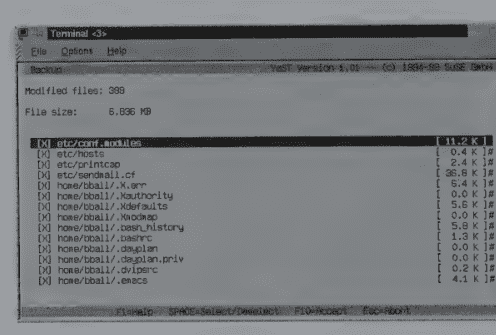 Terminal <3>
File Options Help
Backup YaST Version 1.01 -- (c) 1994-98 SuSE GmbH
Modified files: 398
File size: 6.836 MB
[X] etc/conf.modules [ 11.2 K ]
[X] etc/hosts [ 0.4 K ]#
[X] etc/printcap [ 2.4 K ]#
[X] etc/sendmail.cf [ 36.8 K ]#
[X] home/bball/.X.err [ 6.4 K ]#
[X] home/bball/.Xauthority [ 0.0 K ]#
[X] home/bball/.Xdefaults [ 5.6 K ]#
[X] home/bball/.Xmodmap [ 0.0 K ]#
[X] home/bball/.bash_history [ 5.8 K ]#
[X] home/bball/.bashrc [ 1.3 K ]#
[X] home/bball/.dayplan [ 0.0 K ]#
[X] home/bball/.dayplan.priv [ 0.0 K ]#
[X] home/bball/.dvipsrc [ 0.2 K ]#
[X] home/bball/.emacs [ 4.1 K ]#
F1=Help SPACE=Select/Deselect F10=Accept Esc=Abort